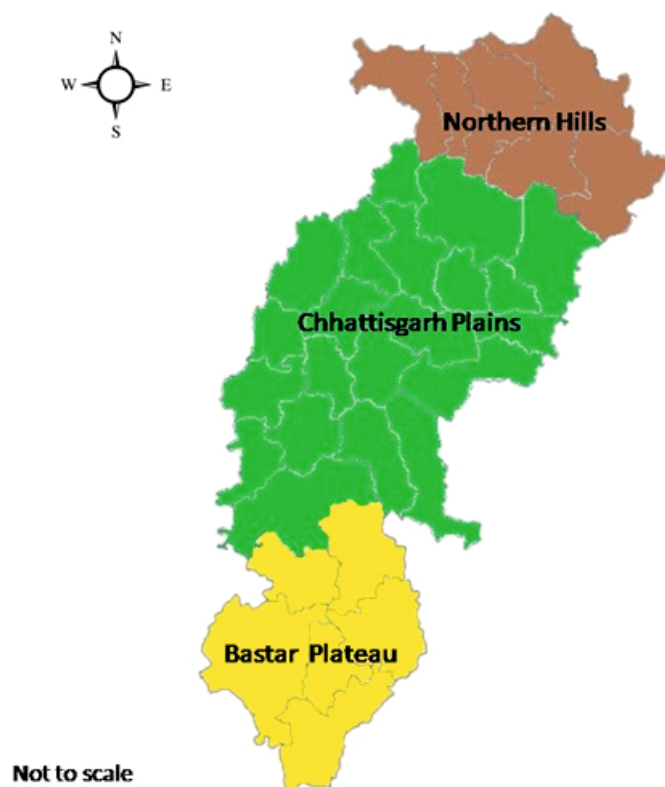 N
W E
S
Northern Hills
Chhattisgarh Plains
Bastar Plateau
Not to scale